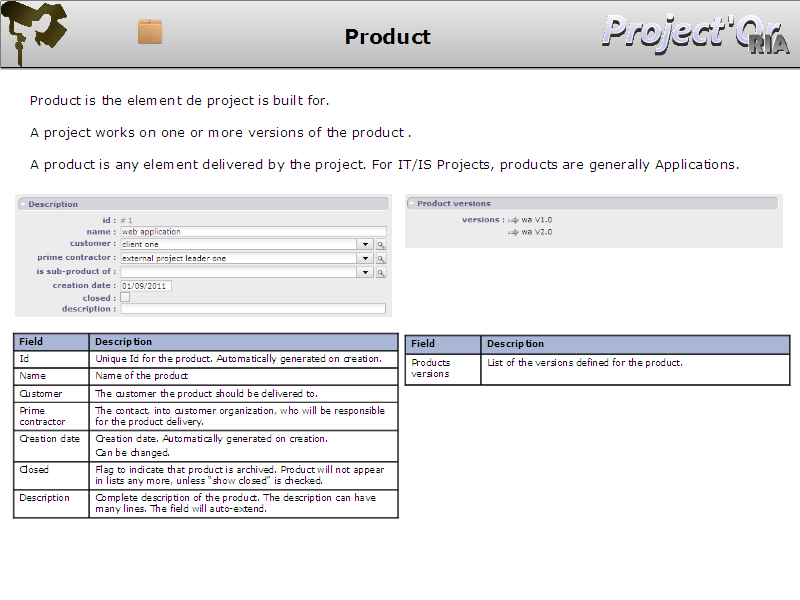 Product
Project'Or
RIA
Product is the element de project is built for.
A project works on one or more versions of the product .
A product is any element delivered by the project. For IT/IS Projects, products are generally Applications.
Description
id : # 1
name : web application
customer : client one
prime contractor : external project leader one
is sub-product of :
creation date : 01/09/2011
closed :
description :
Product versions
versions : wa V1.0
wa V2.0
Field Description
Id Unique Id for the product. Automatically generated on creation.
Name Name of the product
Customer The customer the product should be delivered to.
Prime The contact, into customer organization, who will be responsible
contractor for the product delivery.
Creation date Creation date. Automatically generated on creation.
Can be changed.
Closed Flag to indicate that product is archived. Product will not appear
in lists any more, unless "show closed" is checked.
Description Complete description of the product. The description can have
many lines. The field will auto-extend.
Field Description
Products List of the versions defined for the product.
versions